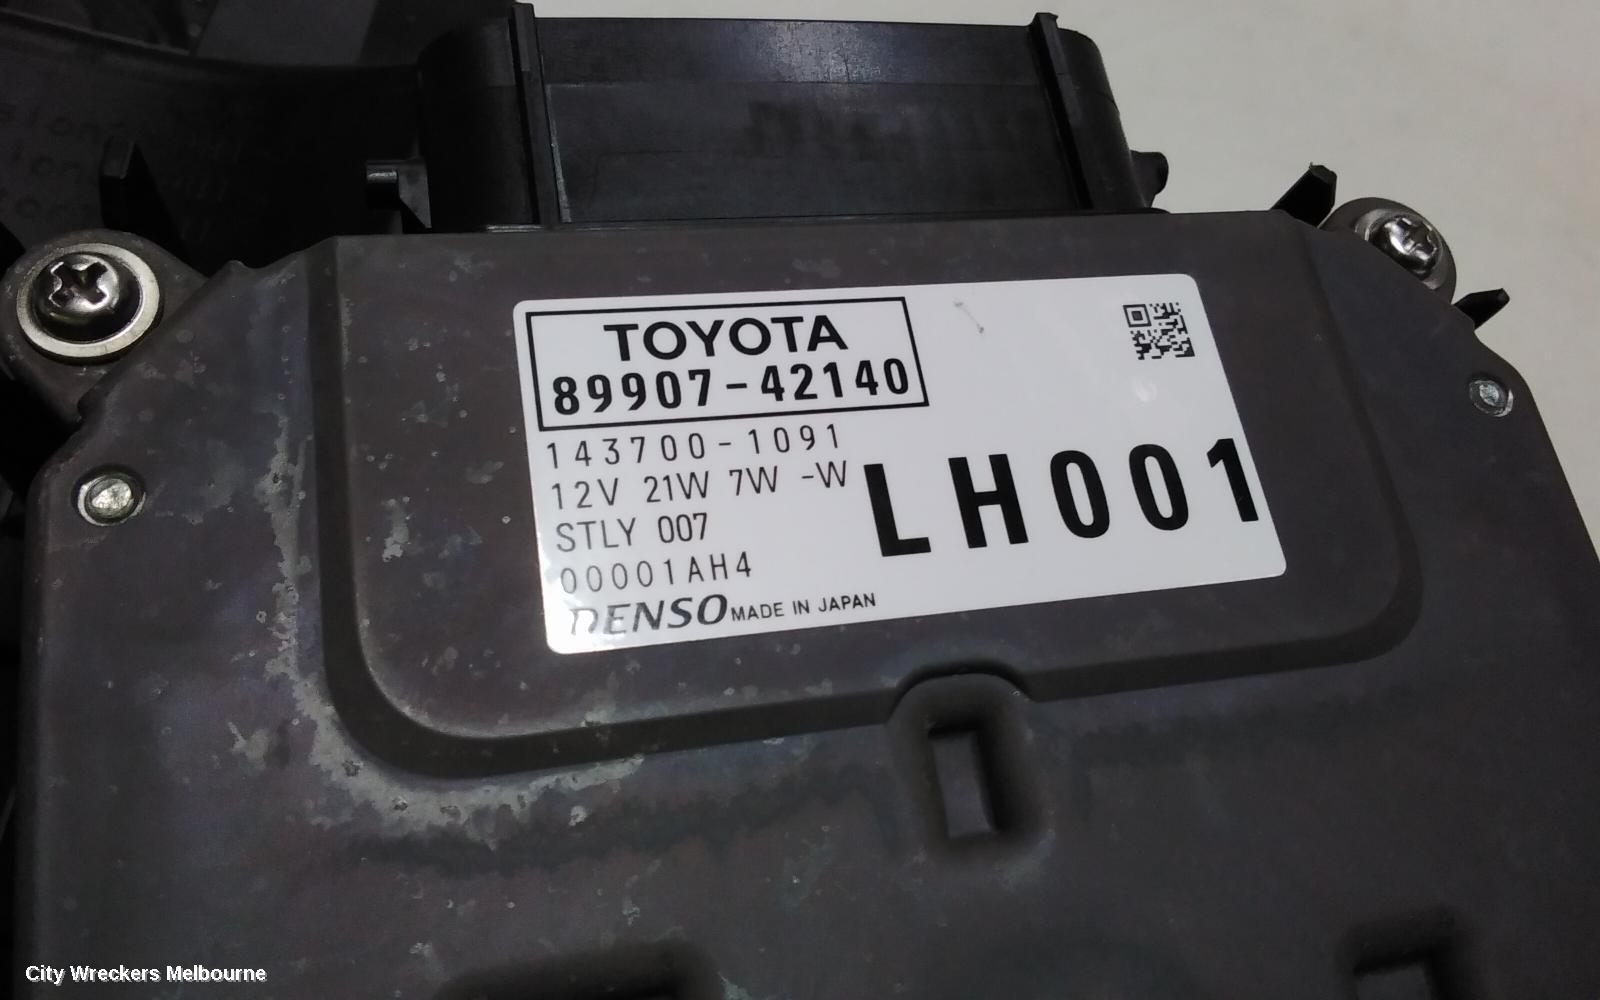 TOYOTA
89907-42140
143700-1091
12V 21W 7W -W
STLY 007
00001AH4
DENSO MADE IN JAPAN
LH001
City Wreckers Melbourne